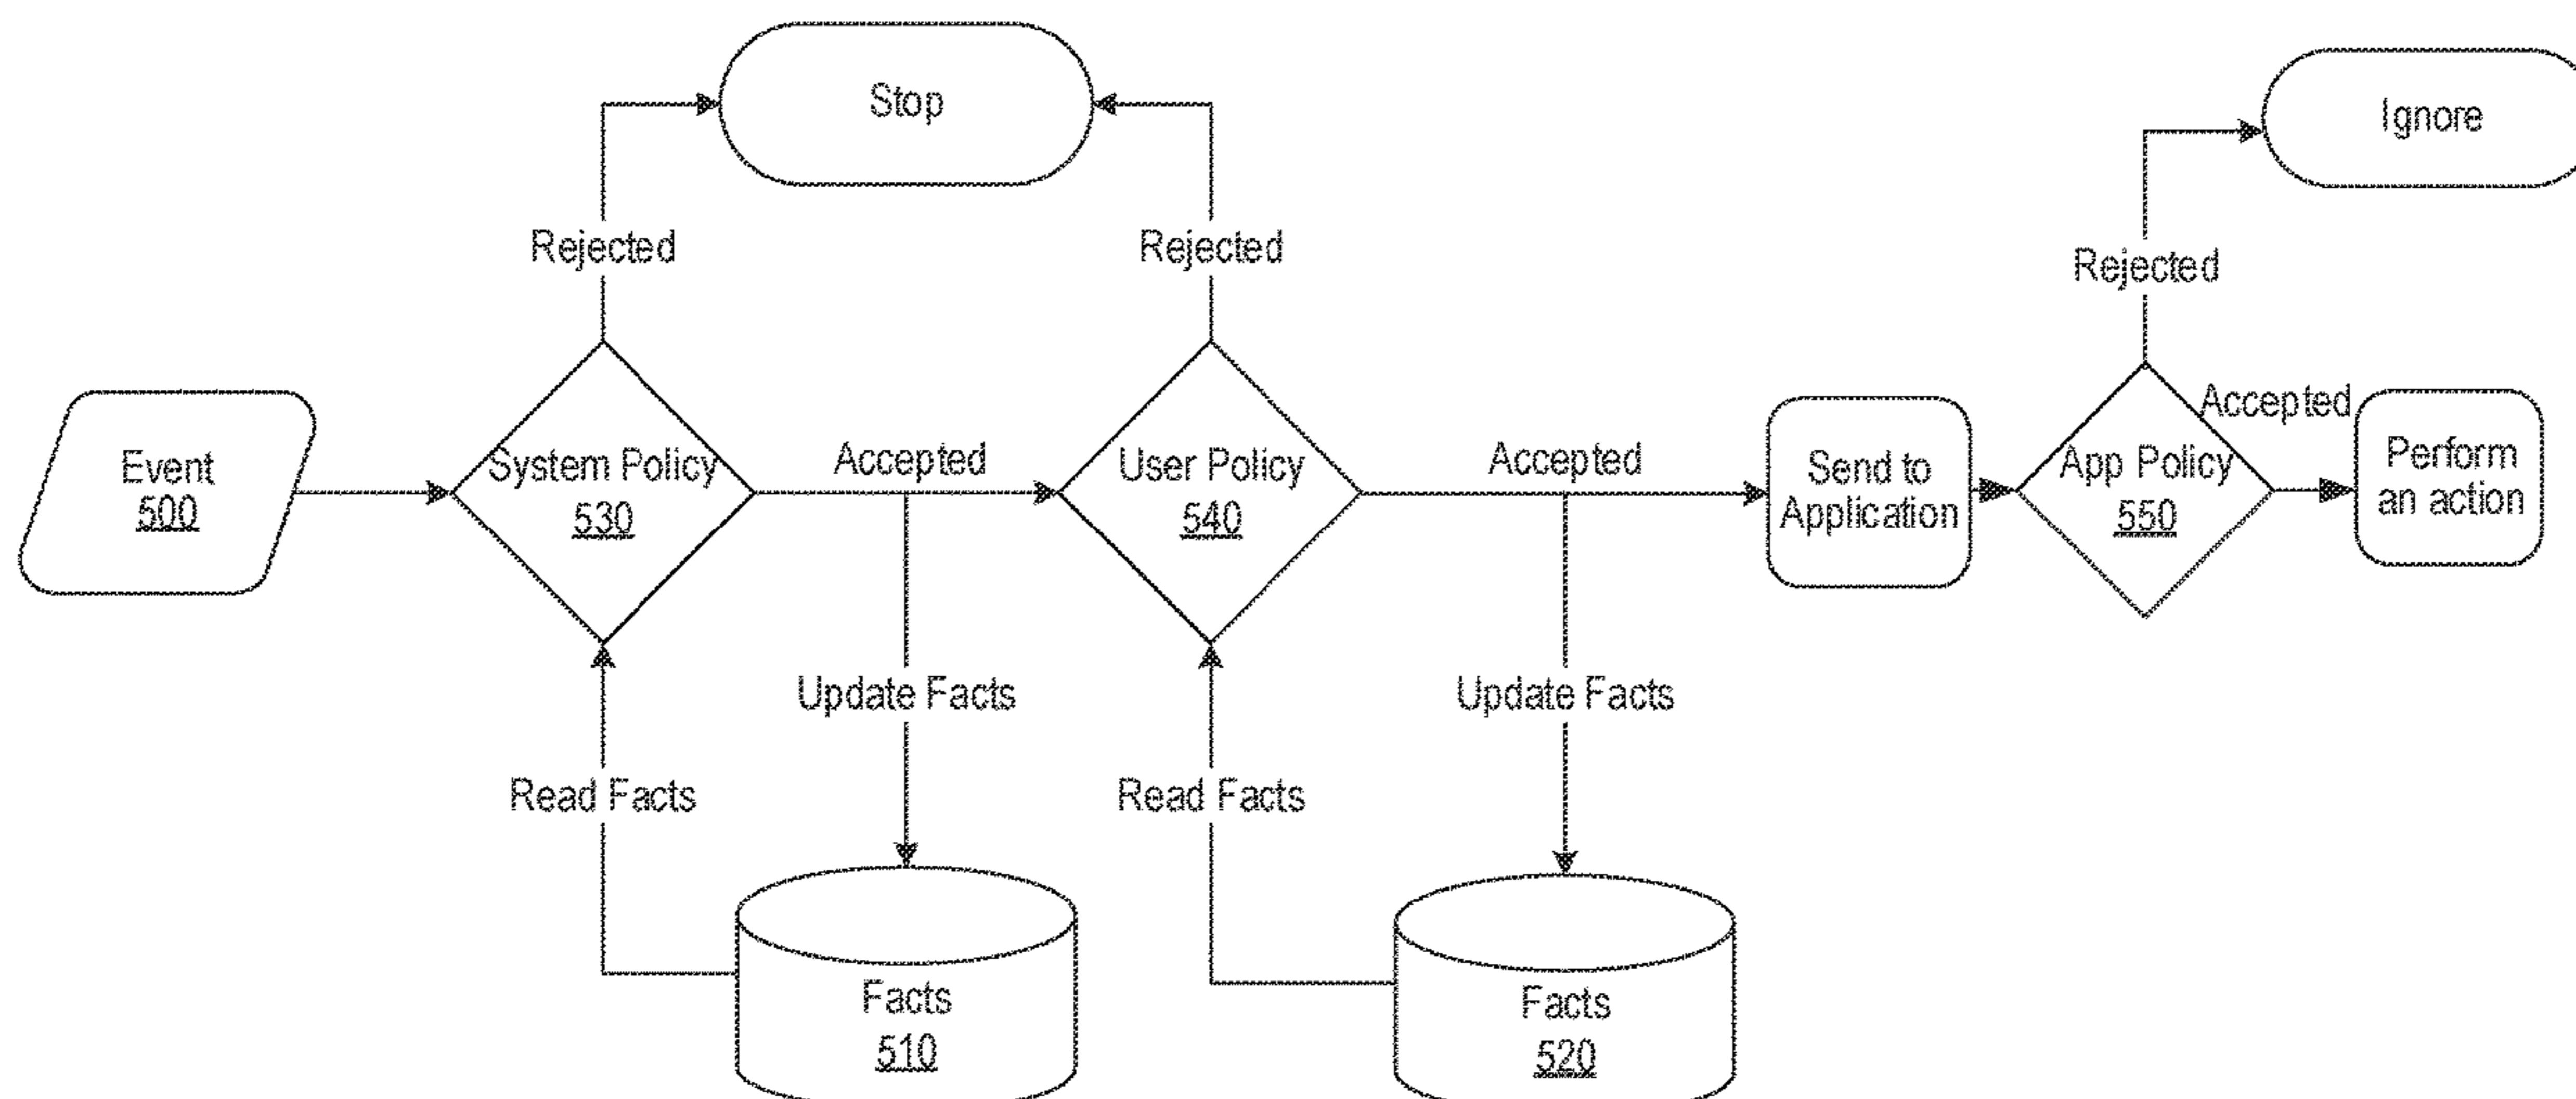 Stop
Ignore
Rejected
Rejected
Rejected
Event
500
System Policy
530
Accepted
User Policy
540
Accepted
Send to
Application
App Policy
550
Accepted
Perform
an action
Update Facts
Update Facts
Read Facts
Read Facts
Facts
510
Facts
520